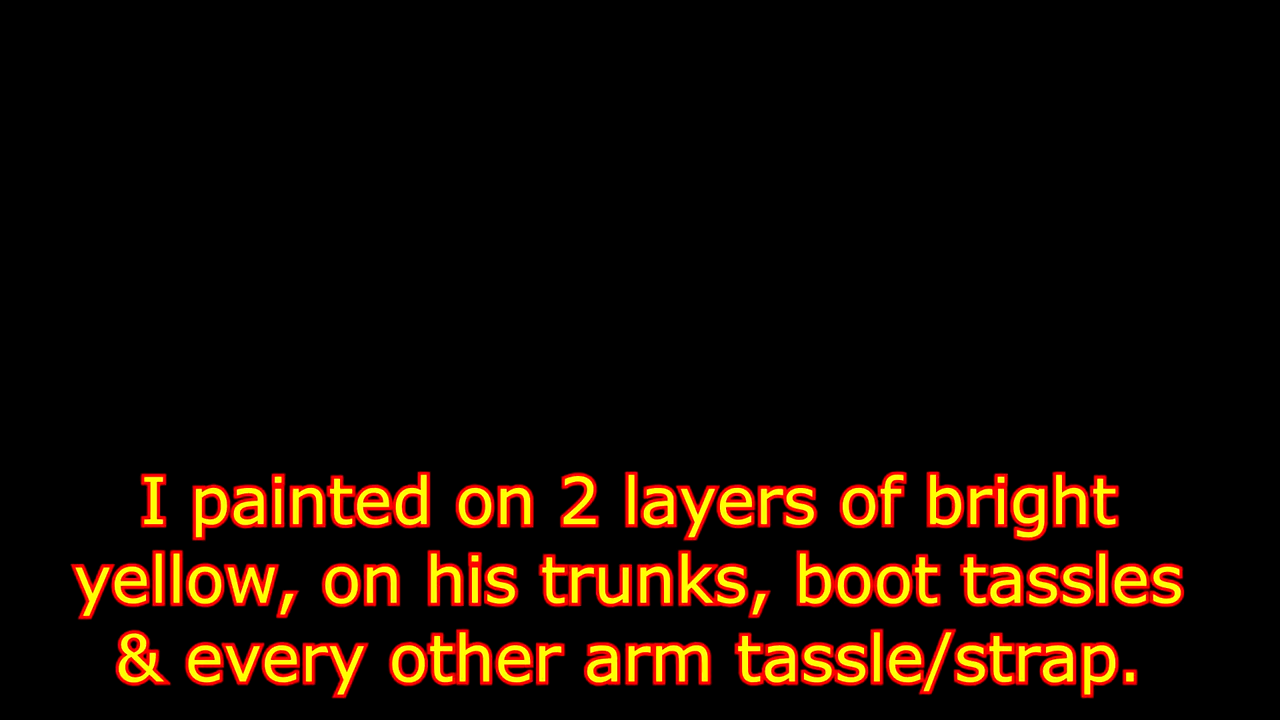 I painted on 2 layers of bright
yellow, on his trunks, boot tassles
& every other arm tassle/strap.